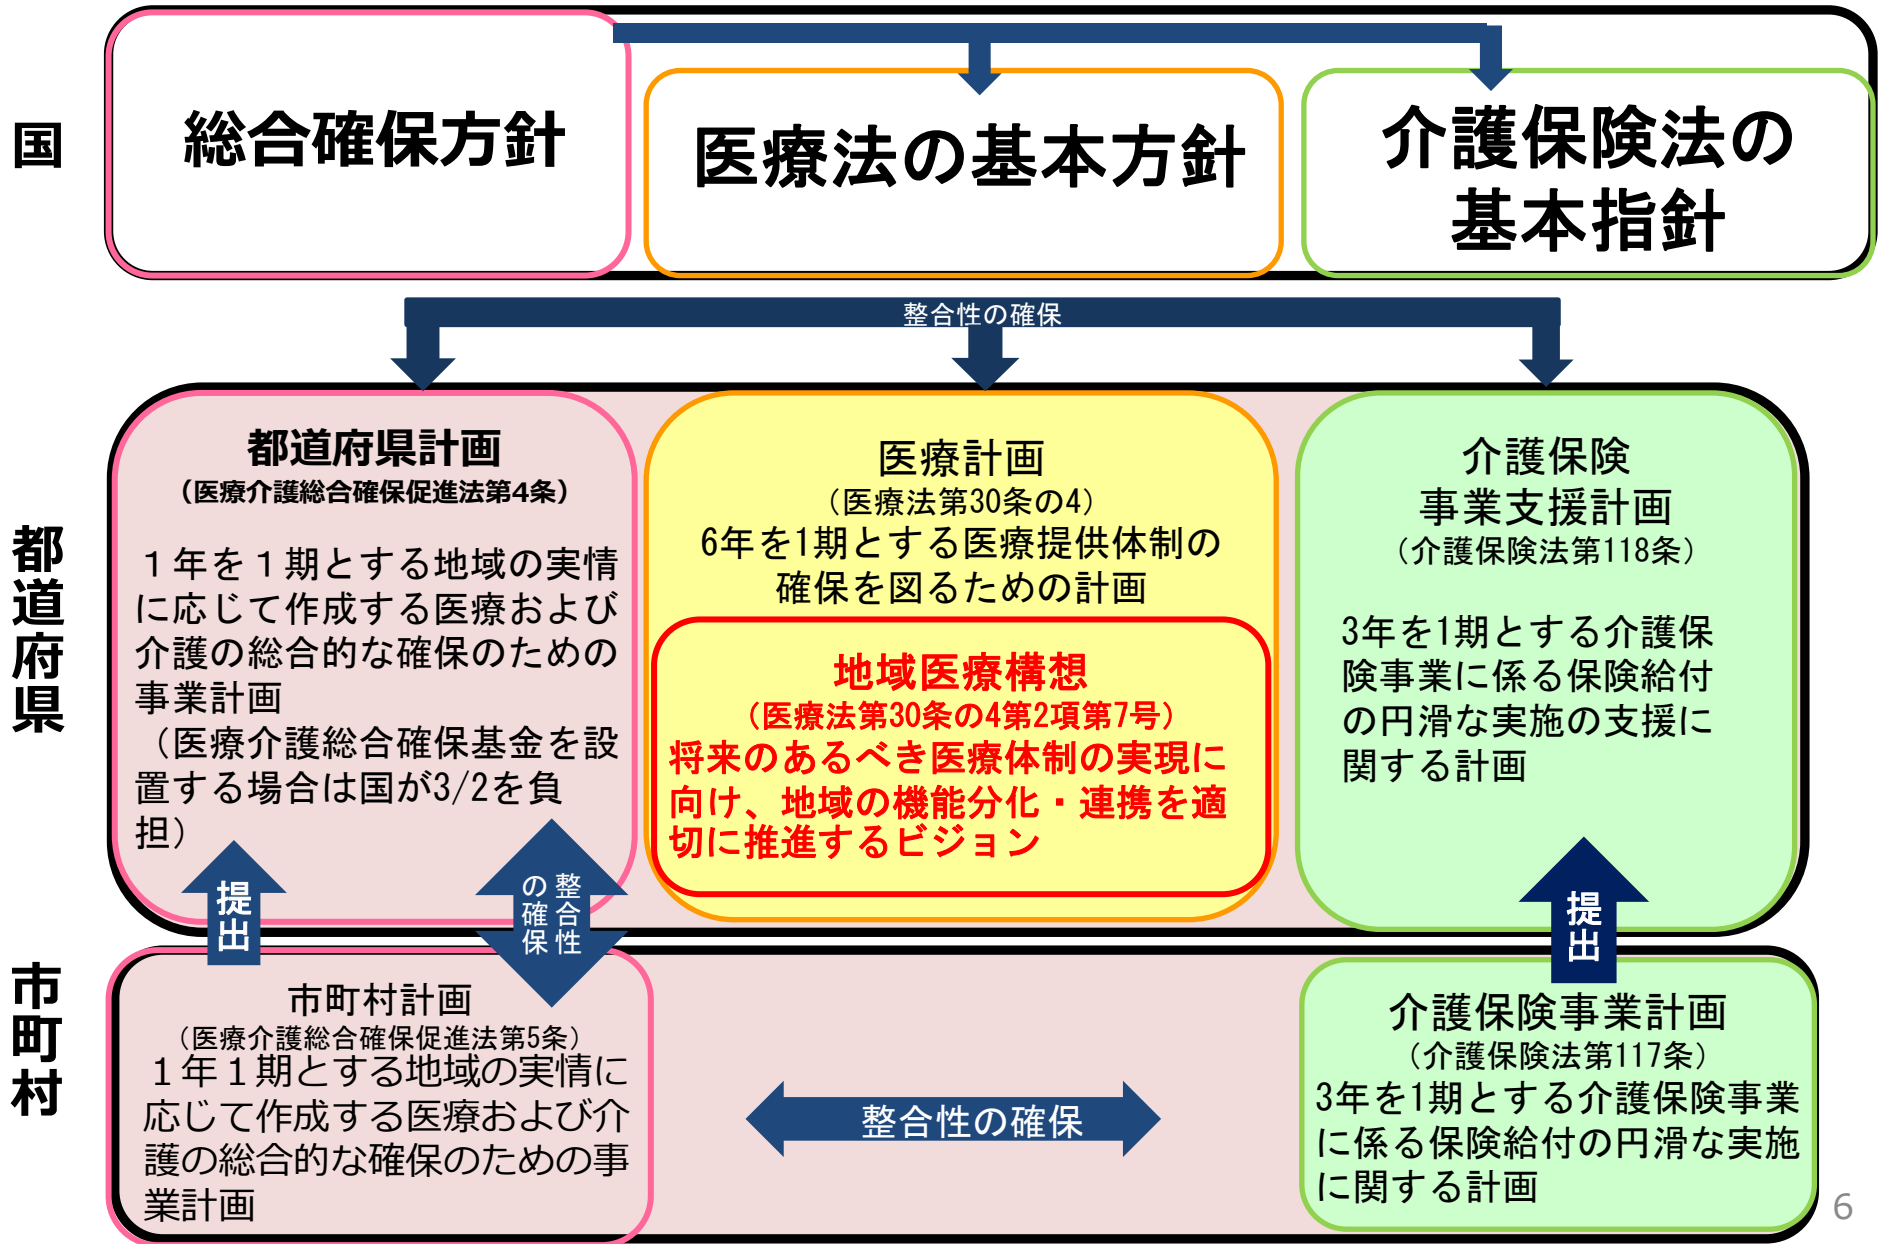 国
総合確保方針
医療法の基本方針
介護保険法の
基本指針
整合性の確保
都道府県
都道府県計画
（医療介護総合確保促進法第4条）
１年を１期とする地域の実情
に応じて作成する医療および
介護の総合的な確保のための
事業計画
（医療介護総合確保基金を設
置する場合は国が3/2を負
担）
医療計画
（医療法第30条の4）
6年を1期とする医療提供体制の
確保を図るための計画
地域医療構想
（医療法第30条の4第2項第7号）
将来のあるべき医療体制の実現に
向け、地域の機能分化・連携を適
切に推進するビジョン
介護保険
事業支援計画
（介護保険法第118条）
3年を1期とする介護保
険事業に係る保険給付
の円滑な実施の支援に
関する計画
提出
整合性
の確保
提出
市町村
市町村計画
（医療介護総合確保促進法第5条）
１年１期とする地域の実情に
応じて作成する医療および介
護の総合的な確保のための事
業計画
整合性の確保
介護保険事業計画
（介護保険法第117条）
3年を1期とする介護保険事業
に係る保険給付の円滑な実施
に関する計画
6